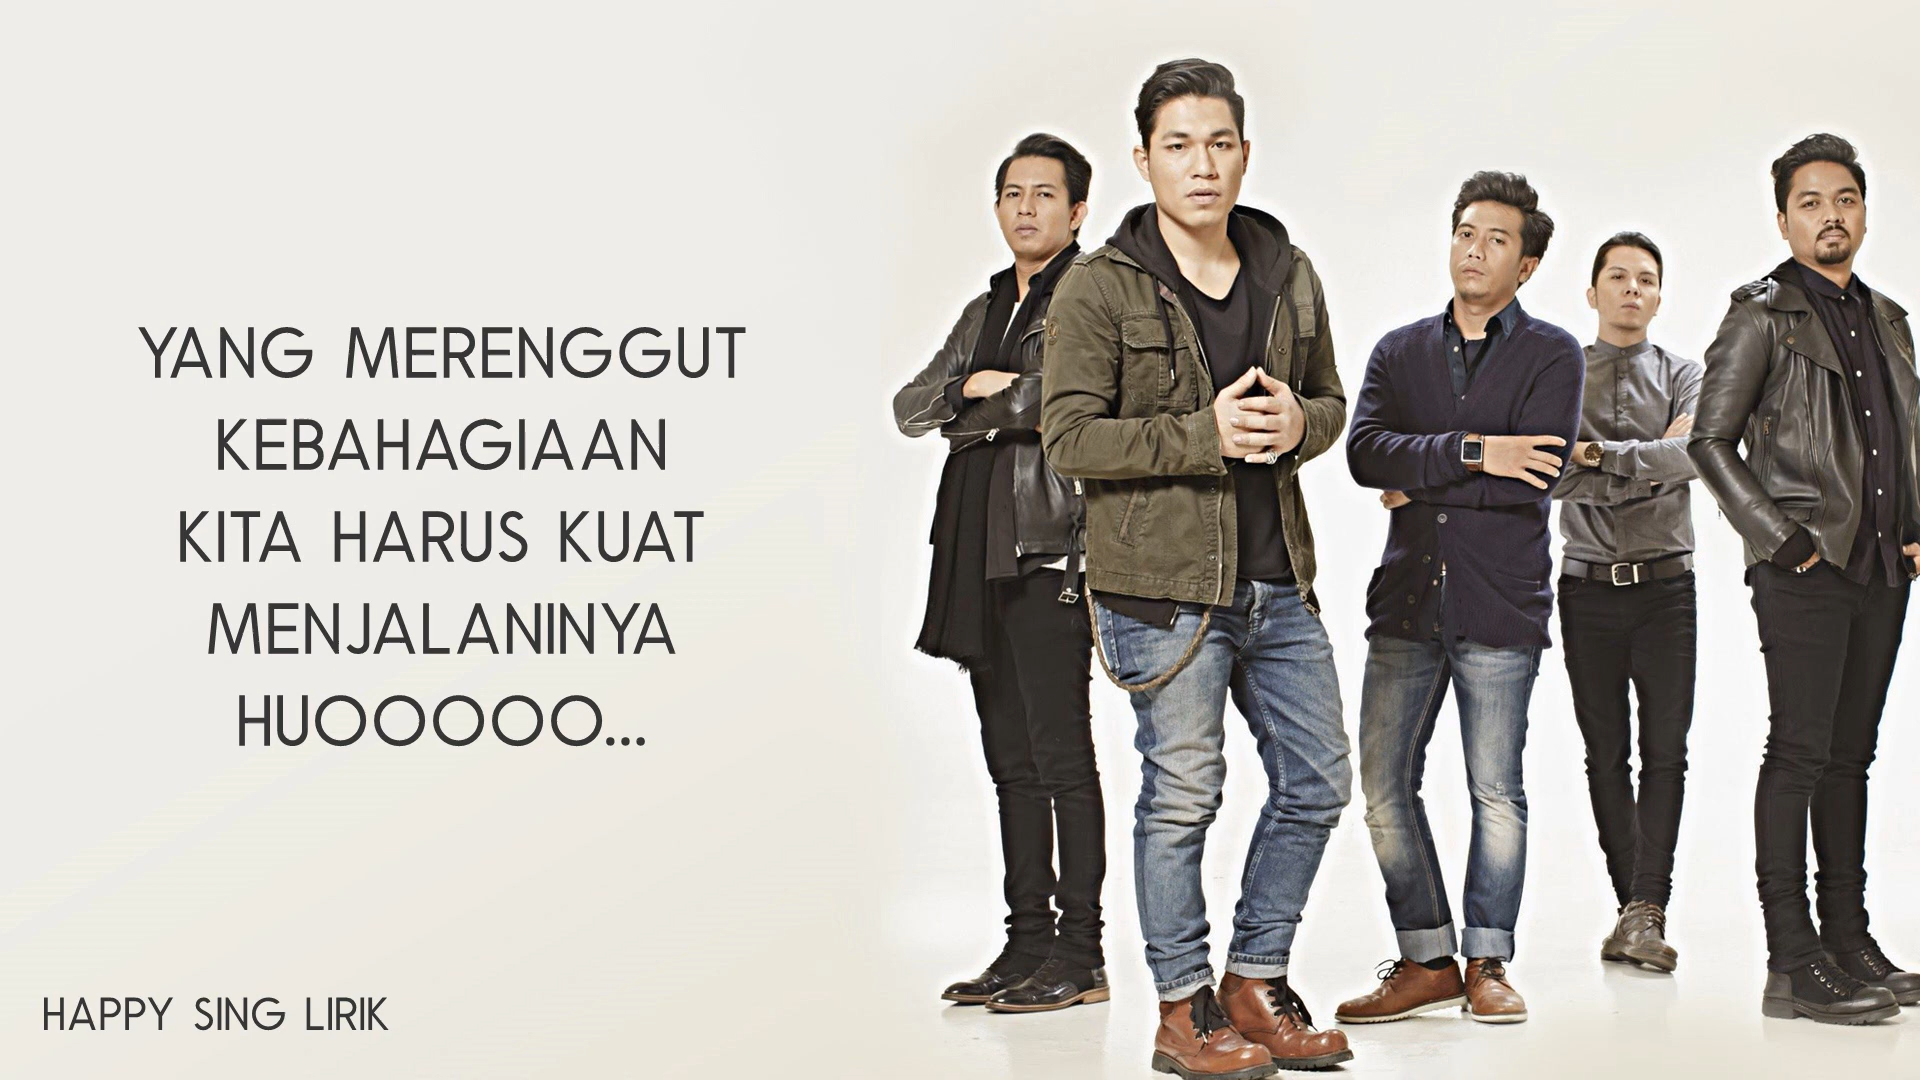 YANG MERENGGUT
KEBAHAGIAAN
KITA HARUS KUAT
MENJALANINYA
HUOOOOO...
HAPPY SING LIRIK